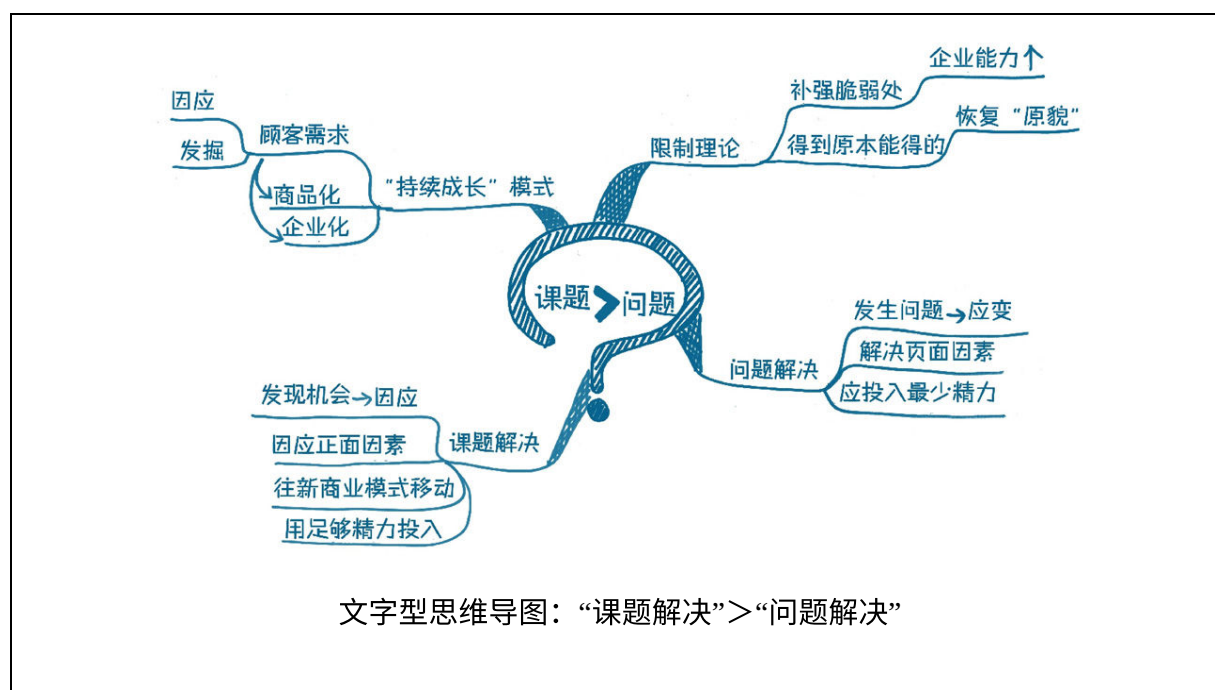 企业能力↑
补强脆弱处
恢复“原貌”
得到原本能得的
限制理论
因应
发掘
顾客需求
商品化
企业化
“持续成长”模式
课题>问题
发生问题→应变
解决页面因素
应投入最少精力
问题解决
发现机会→因应
因应正面因素
往新商业模式移动
用足够精力投入
课题解决
文字型思维导图：“课题解决”＞“问题解决”